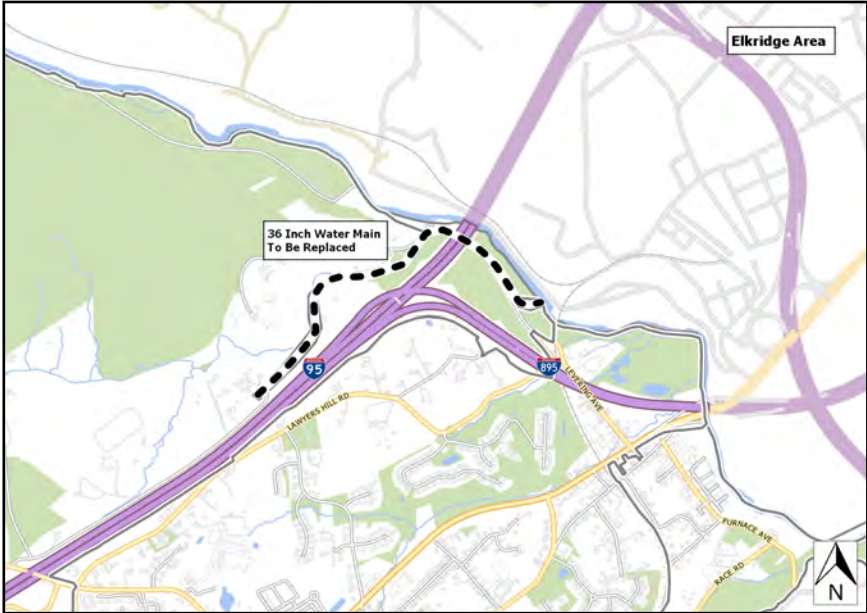 Elkridge Area
36 Inch Water Main
To Be Replaced
95
895
LEVERING AVE
LAWYERS HILL RD
FURNACE AVE
RACE RD
N